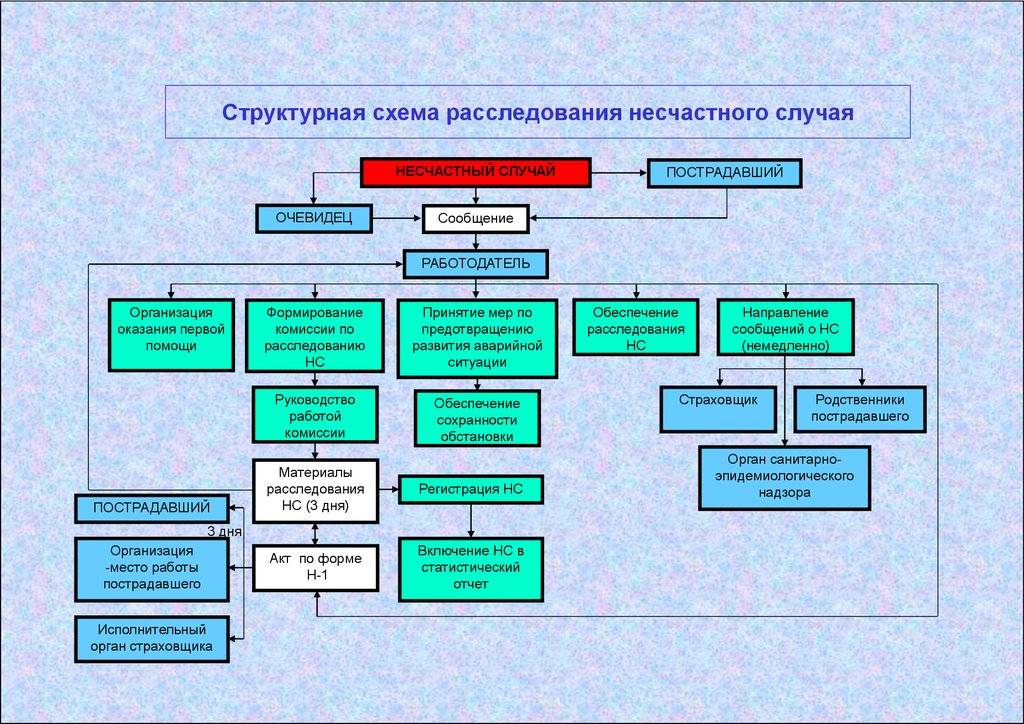 Структурная схема расследования несчастного случая
НЕСЧАСТНЫЙ СЛУЧАЙ
ПОСТРАДАВШИЙ
ОЧЕВИДЕЦ
Сообщение
РАБОТОДАТЕЛЬ
Организация
оказания первой
помощи
Формирование
комиссии по
расследованию
НС
Принятие мер по
предотвращению
развития аварийной
ситуации
Обеспечение
расследования
НС
Направление
сообщений о НС
(немедленно)
Руководство
работой
комиссии
Обеспечение
сохранности
обстановки
Страховщик
Родственники
пострадавшего
Орган санитарно-
эпидемиологического
надзора
Материалы
расследования
НС (3 дня)
Регистрация НС
ПОСТРАДАВШИЙ
3 дня
Организация
-место работы
пострадавшего
Акт по форме
Н-1
Включение НС в
статистический
отчет
Исполнительный
орган страховщика